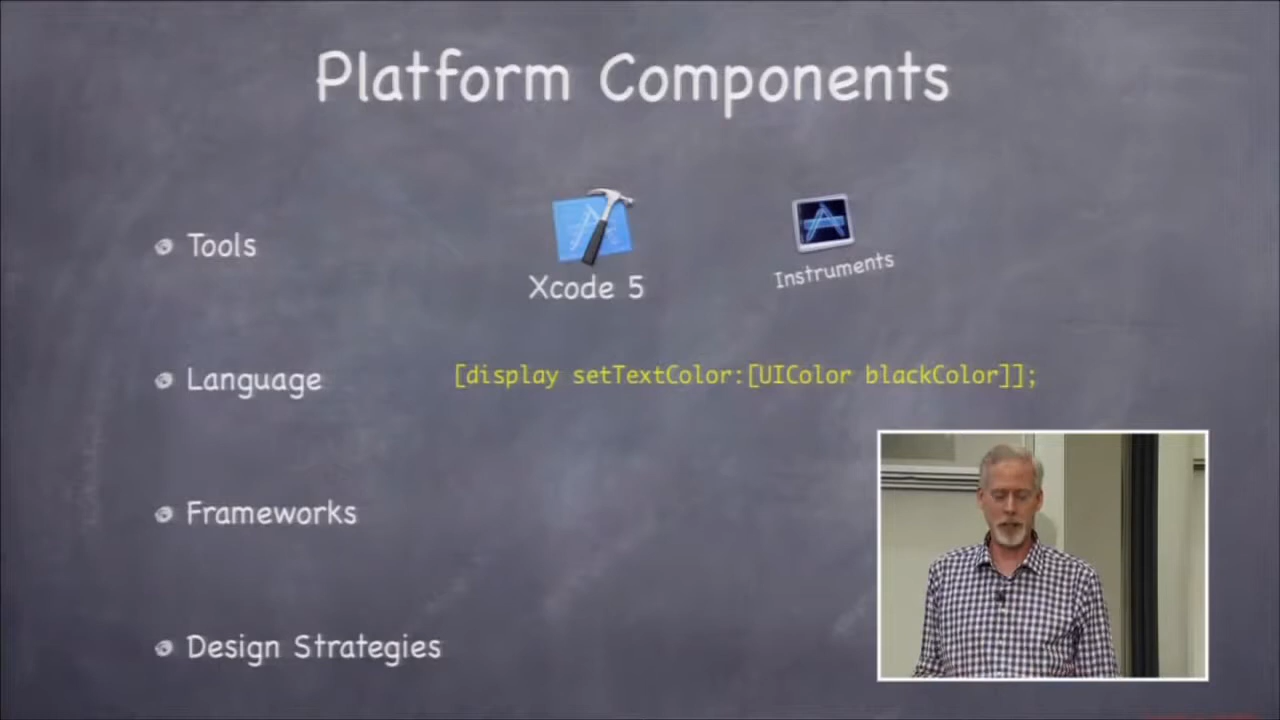 Platform Components
Tools
Xcode 5
Instruments
Language
[display setTextColor:[UIColor blackColor]];
Frameworks
Design Strategies